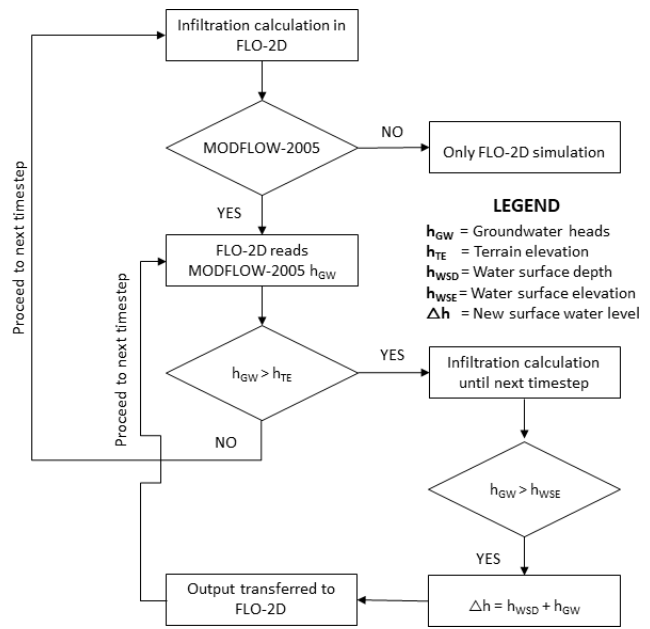 Infiltration calculation in
FLO-2D
MODFLOW-2005
NO
Only FLO-2D simulation
YES
FLO-2D reads
MODFLOW-2005 hGW
LEGEND
hGW = Groundwater heads
hTE = Terrain elevation
hWSD = Water surface depth
hWSE = Water surface elevation
△h = New surface water level
Proceed to next timestep
Proceed to next timestep
hGW > hTE
YES
Infiltration calculation
until next timestep
NO
hGW > hWSE
YES
Output transferred to
FLO-2D
△h = hWSD + hGW